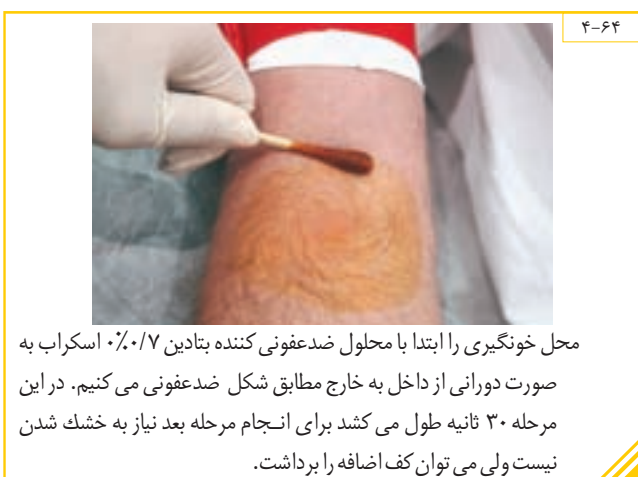 ۴-۶۴
محل خونگیری را ابتدا با محلول ضدعفونی کننده بتادین ۰/۷٪ اسکراب به
صورت دورانی از داخل به خارج مطابق شکل ضدعفونی می کنیم. در این
مرحله ۳۰ ثانیه طول می کشد برای انـجام مرحله بعد نیاز به خشك شدن
نیست ولی می توان کف اضافه را برداشت.